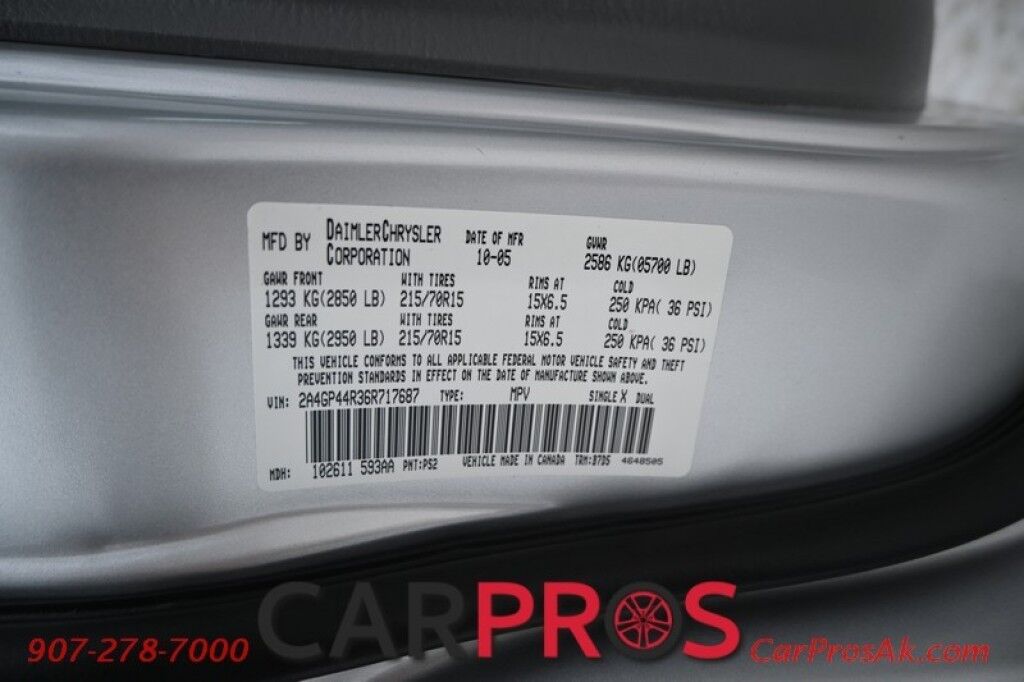 MFD BY DAIMLERCHRYSLER CORPORATION DATE OF MFR 10-05 GVWR 2586 KG(05700 LB)
GAWR FRONT WITH TIRES RIMS AT COLD
1293 KG(2850 LB) 215/70R15 15X6.5 250 KPA( 36 PSI)
GAWR REAR WITH TIRES RIMS AT COLD
1339 KG(2950 LB) 215/70R15 15X6.5 250 KPA( 36 PSI)
THIS VEHICLE CONFORMS TO ALL APPLICABLE FEDERAL MOTOR VEHICLE SAFETY AND THEFT
PREVENTION STANDARDS IN EFFECT ON THE DATE OF MANUFACTURE SHOWN ABOVE.
VIN: 2A4GP44R36R717687 TYPE: MPV SINGLE X DUAL
MDH: 102611 593AA PNT:PS2 VEHICLE MADE IN CANADA TRM:B7D5 4648505
CARPROS
907-278-7000 CarProsAk.com